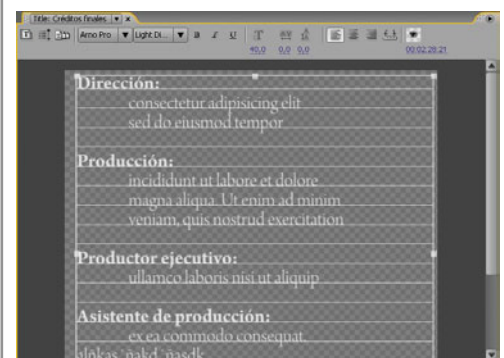 Title: Créditos finales
Arno Pro Light Di... B I U T
40,0 0,0 0,0 00:02:28:21
Dirección:
consectetur adipisicing elit
sed do eiusmod tempor
Producción:
incididunt ut labore et dolore
magna aliqua. Ut enim ad minim
veniam, quis nostrud exercitation
Productor ejecutivo:
ullamco laboris nisi ut aliquip
Asistente de producción:
ex ea commodo consequat.